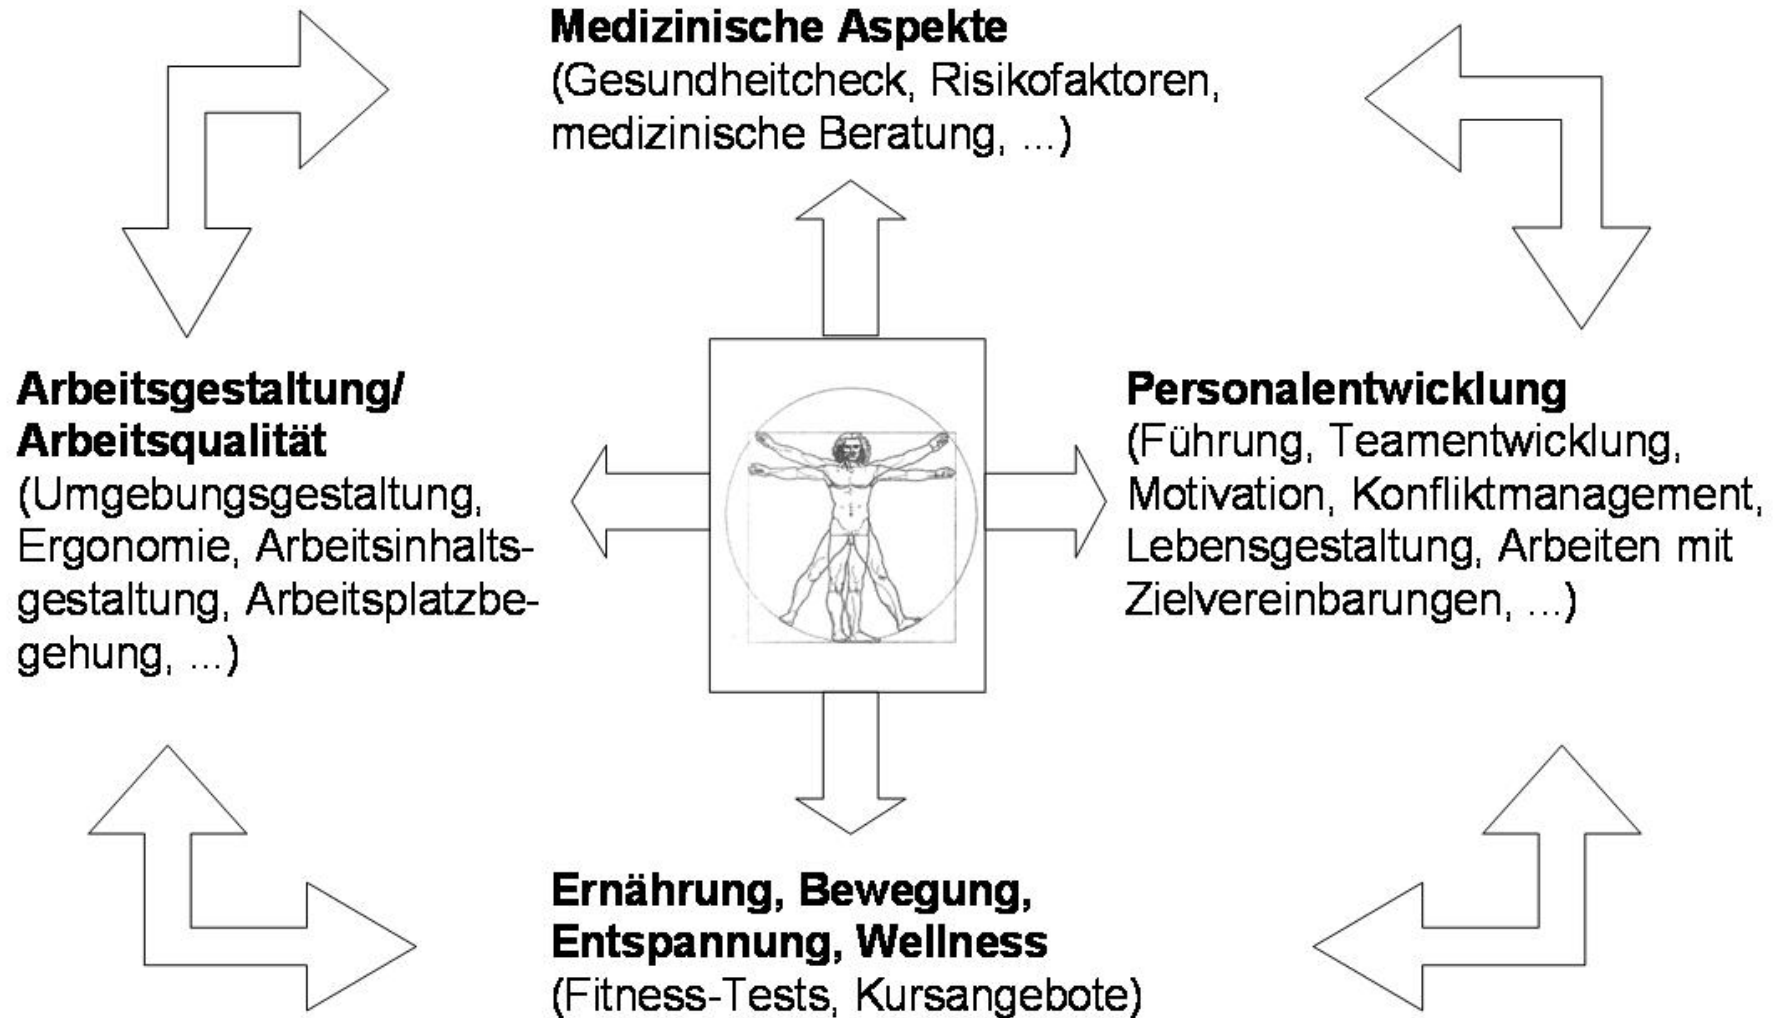 Medizinische Aspekte
(Gesundheitcheck, Risikofaktoren,
medizinische Beratung, ...)
Arbeitsgestaltung/
Arbeitsqualität
(Umgebungsgestaltung,
Ergonomie, Arbeitsinhalts-
gestaltung, Arbeitsplatzbe-
gehung, ...)
Personalentwicklung
(Führung, Teamentwicklung,
Motivation, Konfliktmanagement,
Lebensgestaltung, Arbeiten mit
Zielvereinbarungen, ...)
Ernährung, Bewegung,
Entspannung, Wellness
(Fitness-Tests, Kursangebote)